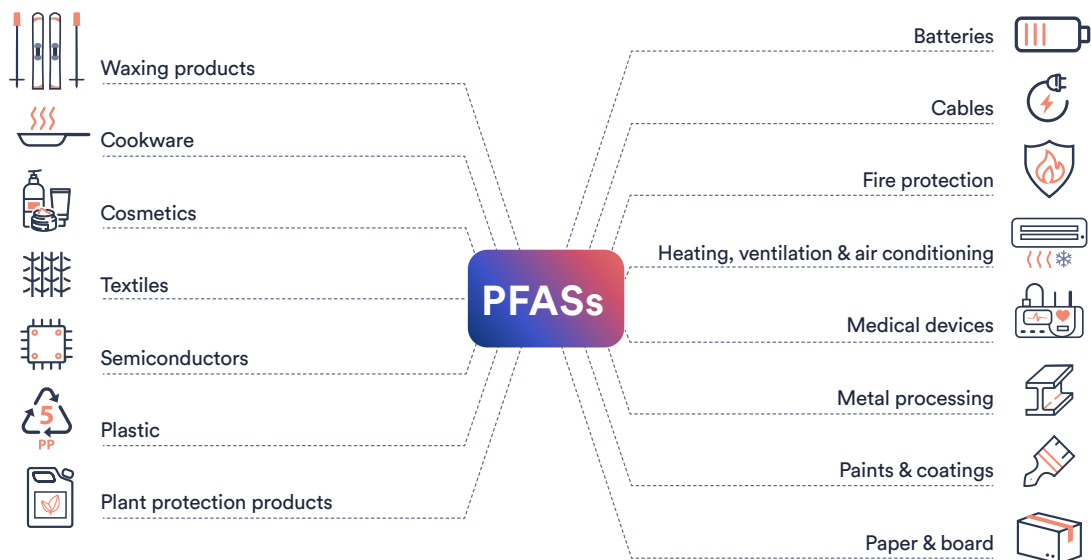 Waxing products
Cookware
Cosmetics
Textiles
Semiconductors
5
PP
Plastic
Plant protection products
PFASs
Batteries
Cables
Fire protection
Heating, ventilation & air conditioning
Medical devices
Metal processing
Paints & coatings
Paper & board